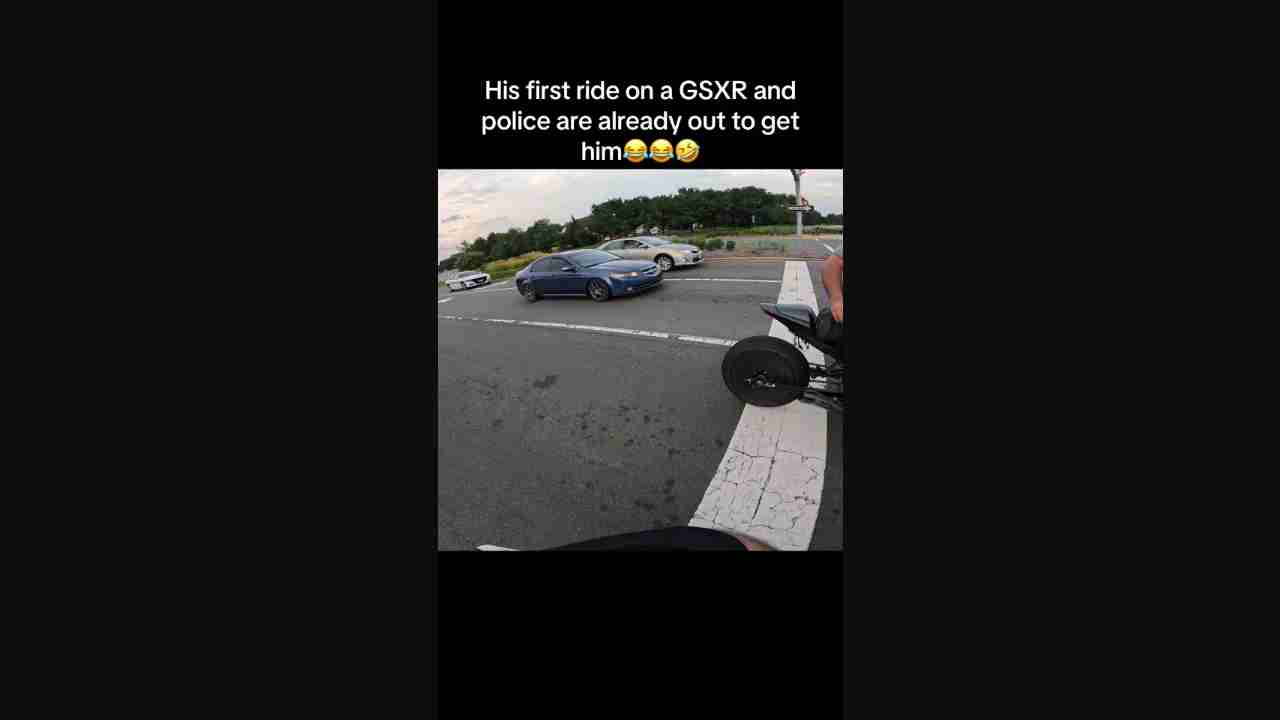 His first ride on a GSXR and
police are already out to get
him😂😂🤣